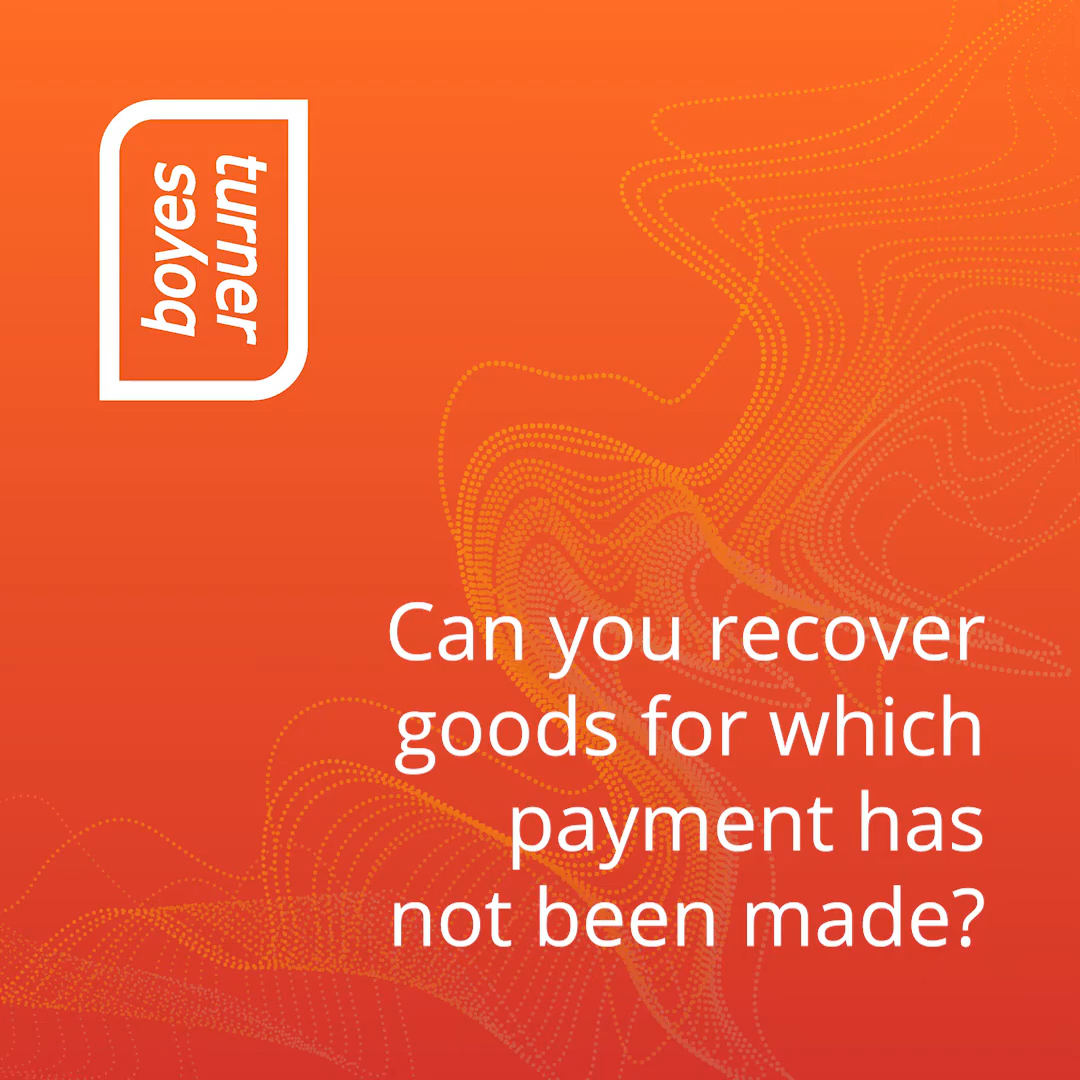 boyes
turner
Can you recover
goods for which
payment has
not been made?